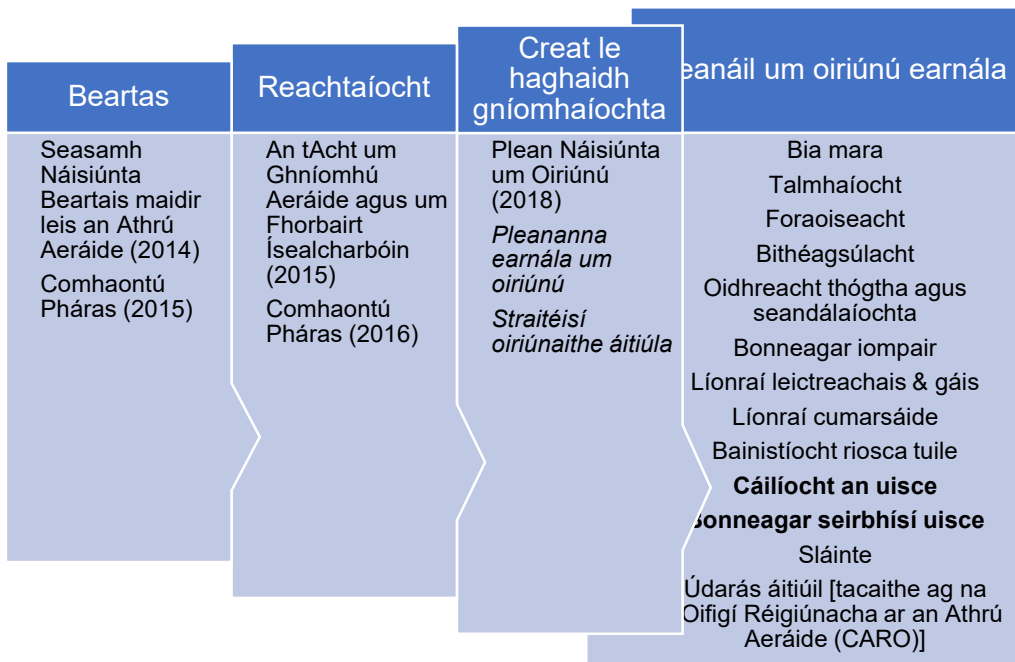 Beartas
Seasamh
Náisiúnta
Beartais maidir
leis an Athrú
Aeráide (2014)
Comhaontú
Pháras (2015)
Reachtaíocht
An tAcht um
Ghníomhú
Aeráide agus um
Fhorbairt
Ísealcharbóin
(2015)
Comhaontú
Pháras (2016)
Creat le
haghaidh
gníomhaíochta
Plean Náisiúnta
um Oiriúnú
(2018)
Pleananna
earnála um
oiriúnú
Straitéisí
oiriúnaithe áitiúla
eanáil um oiriúnú earnála
Bia mara
Talmhaíocht
Foraoiseacht
Bithéagsúlacht
Oidhreacht thógtha agus
seandálaíochta
Bonneagar iompair
Líonraí leictreachais & gáis
Líonraí cumarsáide
Bainistíocht riosca tuile
Cáilíocht an uisce
Bonneagar seirbhísí uisce
Sláinte
Údarás áitiúil [tacaithe ag na
Oifigí Réigiúnacha ar an Athrú
Aeráide (CARO)]